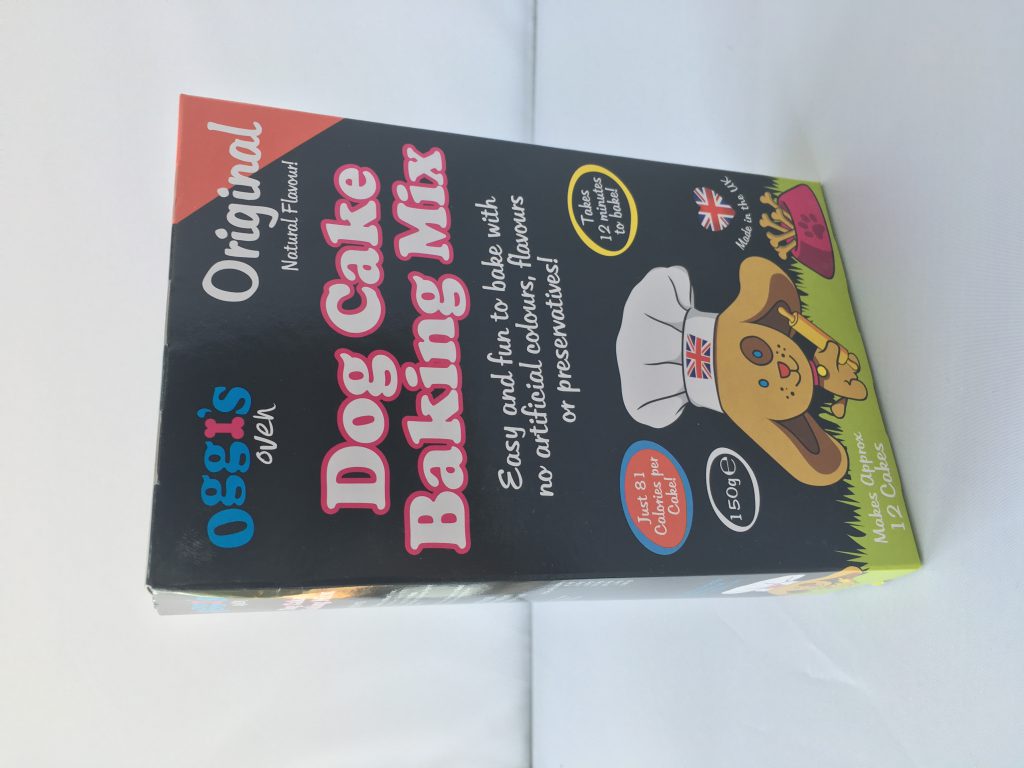 Oggi's
oven
Original
Natural Flavour!
Dog Cake
Baking Mix
Easy and fun to bake with
no artificial colours, flavours
or preservatives!
Just 81
Calories per
Cake!
150g e
Takes
12 minutes
to bake!
Made in the UK
Makes Approx
12 Cakes